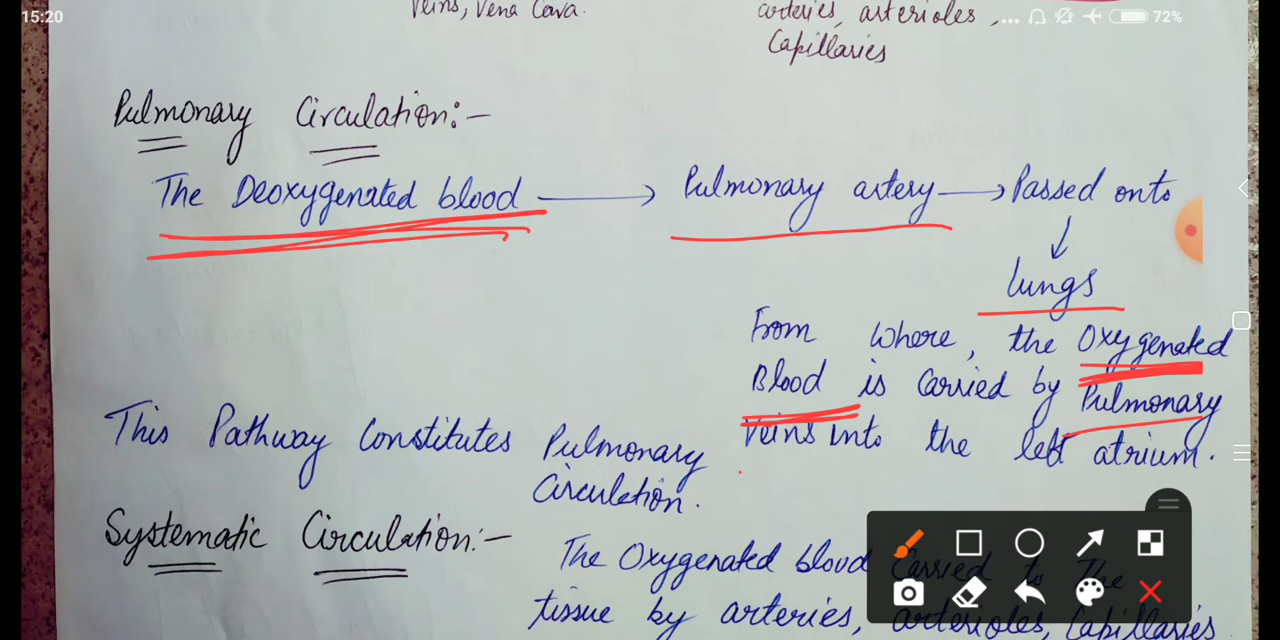 15:20
72%
Veins, Vena Cava.
arteries, arterioles, ...
Capillaries
Pulmonary Circulation:-
The Deoxygenated blood → Pulmonary artery → Passed onto
↓
lungs
From where, the Oxygenated
Blood is Carried by Pulmonary
veins into the left atrium.
This Pathway Constitutes Pulmonary
Circulation.
Systematic Circulation:-
The Oxygenated blood Carried to the
tissue by arteries, arterioles, Capillaries